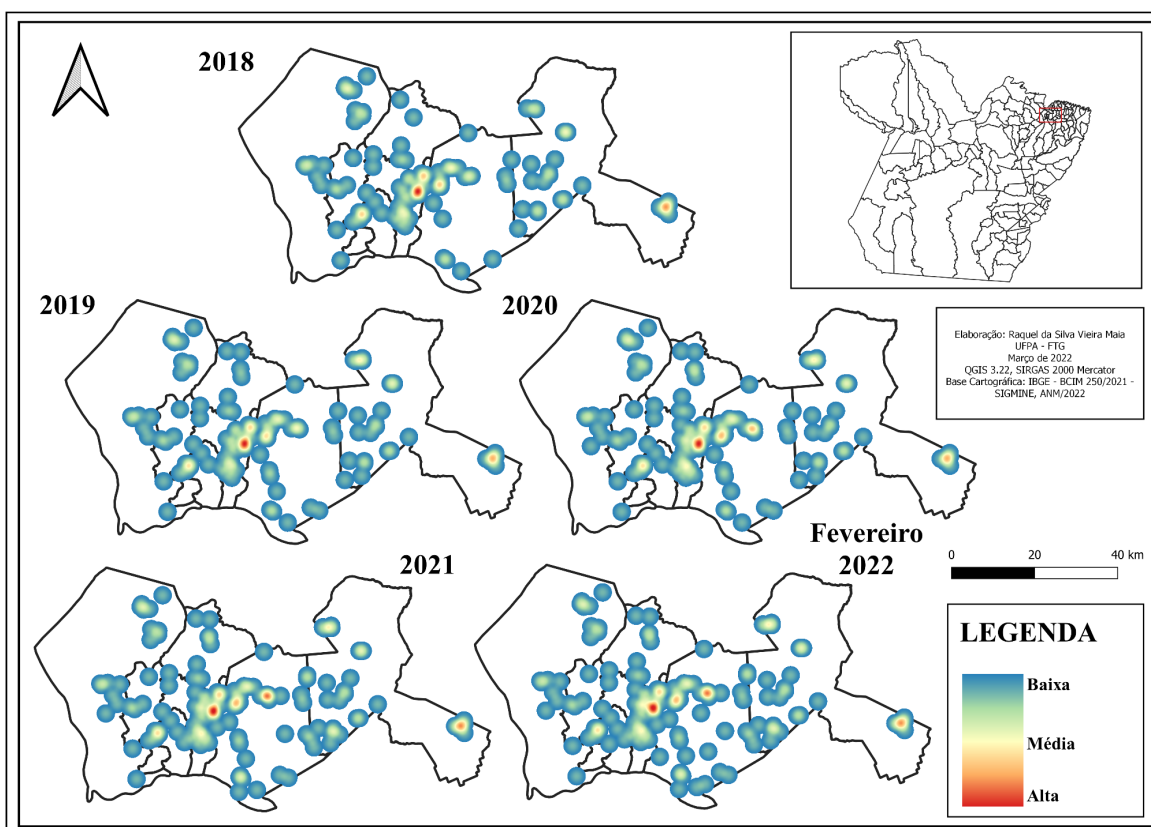 2018
2019
2020
Elaboração: Raquel da Silva Vieira Maia
UFPA - FTG
Março de 2022
QGIS 3.22, SIRGAS 2000 Mercator
Base Cartográfica: IBGE - BCIM 250/2021 -
SIGMINE, ANM/2022
2021
Fevereiro
2022
0 20 40 km
LEGENDA
Baixa
Média
Alta